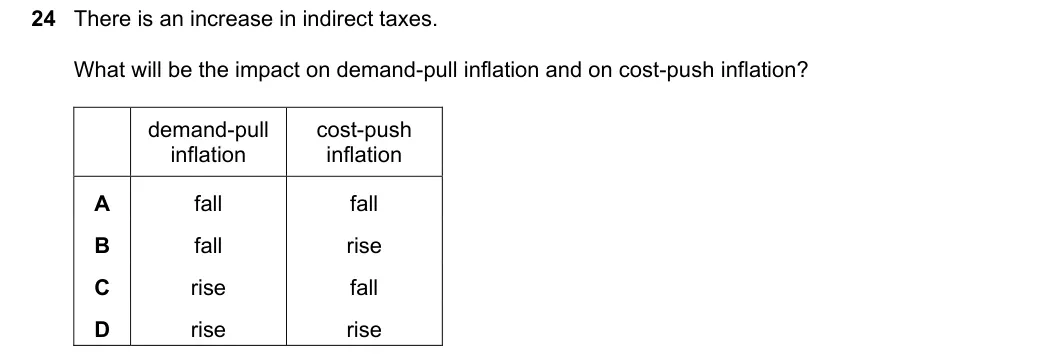 24 There is an increase in indirect taxes.
What will be the impact on demand-pull inflation and on cost-push inflation?
demand-pull inflation cost-push inflation
A fall fall
B fall rise
C rise fall
D rise rise